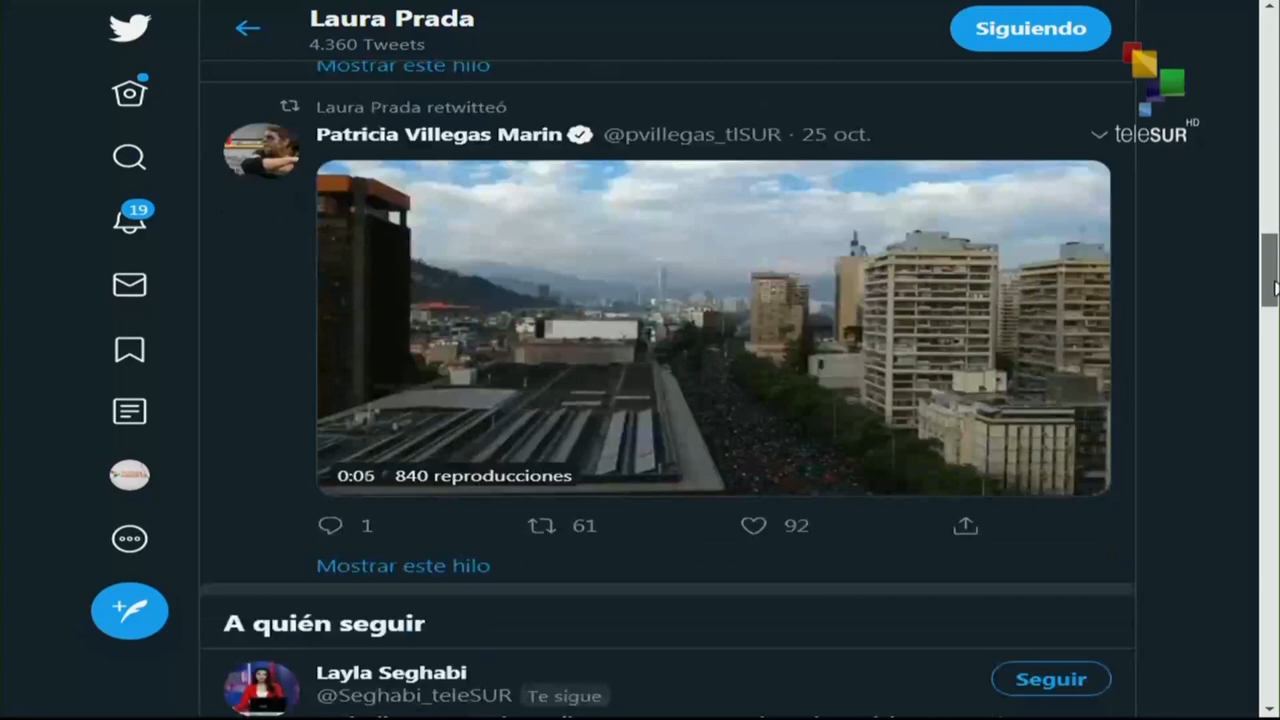 Laura Prada
4.360 Tweets
Siguiendo
Mostrar este hilo
Laura Prada retwitteó
Patricia Villegas Marin @pvillegas_tlSUR · 25 oct.
teleSUR HD
19
0:05 840 reproducciones
1 61 92
Mostrar este hilo
A quién seguir
Layla Seghabi
@Seghabi_teleSUR Te sigue
Seguir